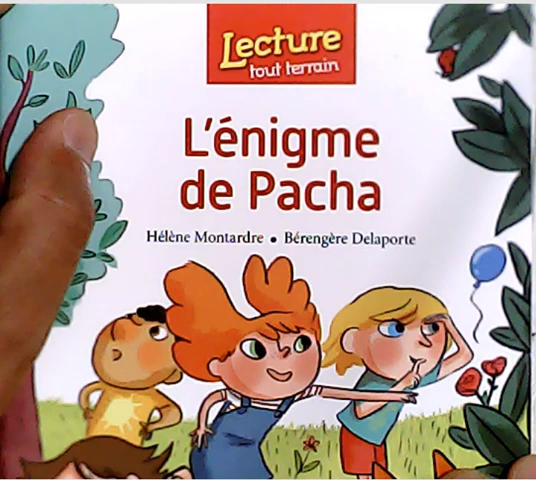 Lecture
tout terrain
L'énigme
de Pacha
Hélène Montardre • Bérengère Delaporte